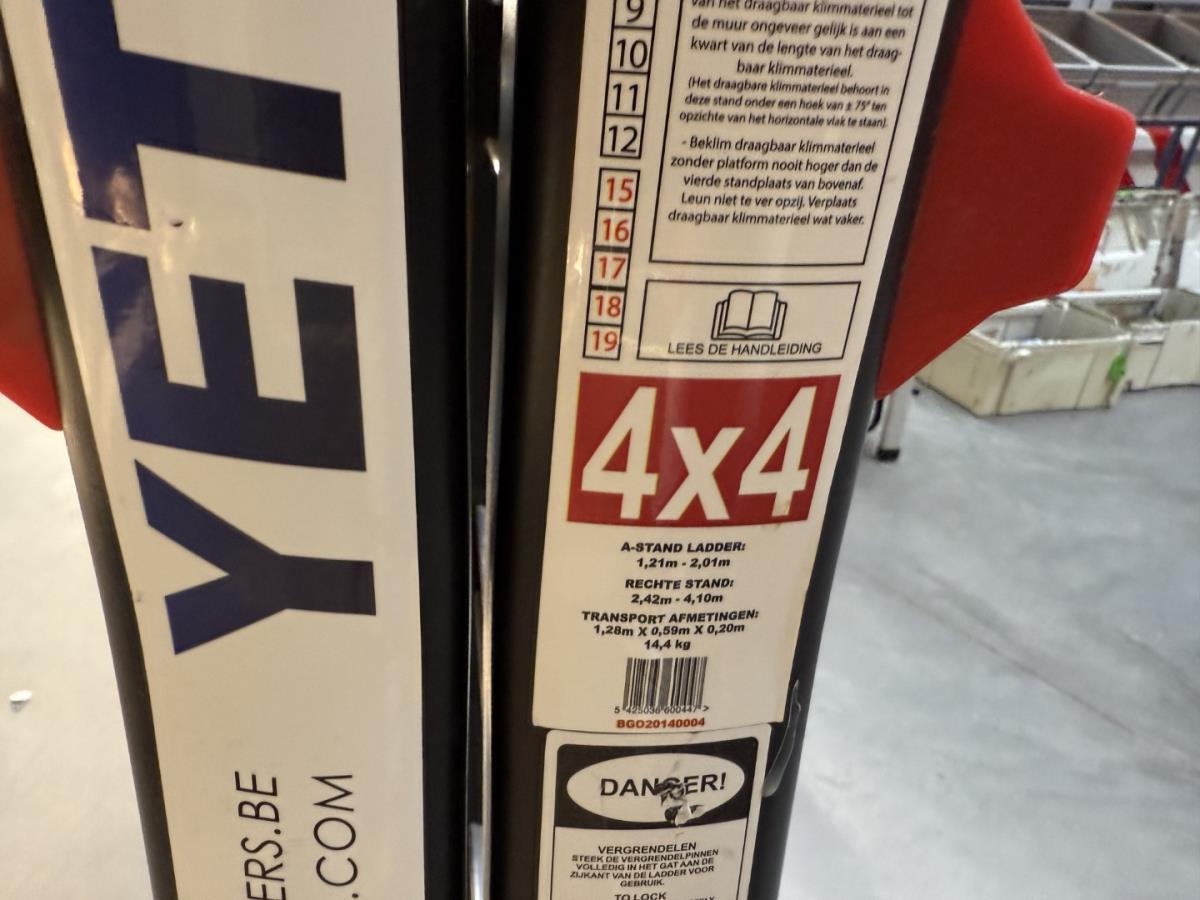 YETI
ERS.BE
.COM
9
10
11
12
15
16
17
18
19
van het draagbaar klimmaterieel tot
de muur ongeveer gelijk is aan een
kwart van de lengte van het draag-
baar klimmaterieel.
(Het draagbare klimmaterieel behoort in
deze stand onder een hoek van ± 75° ten
opzichte van het horizontale vlak te staan).
- Beklim draagbaar klimmaterieel
zonder platform nooit hoger dan de
vierde standplaats van bovenaf.
Leun niet te ver opzij. Verplaats
draagbaar klimmaterieel wat vaker.
LEES DE HANDLEIDING
4x4
A-STAND LADDER:
1,21m - 2,01m
RECHTE STAND:
2,42m - 4,10m
TRANSPORT AFMETINGEN:
1,28m X 0,59m X 0,20m
14,4 kg
5 425036 600447 >
BGO20140004
DANGER!
VERGRENDELEN
STEEK DE VERGRENDELPINNEN
VOLLEDIG IN HET GAT AAN DE
ZIJKANT VAN DE LADDER VOOR
GEBRUIK.
TO LOCK